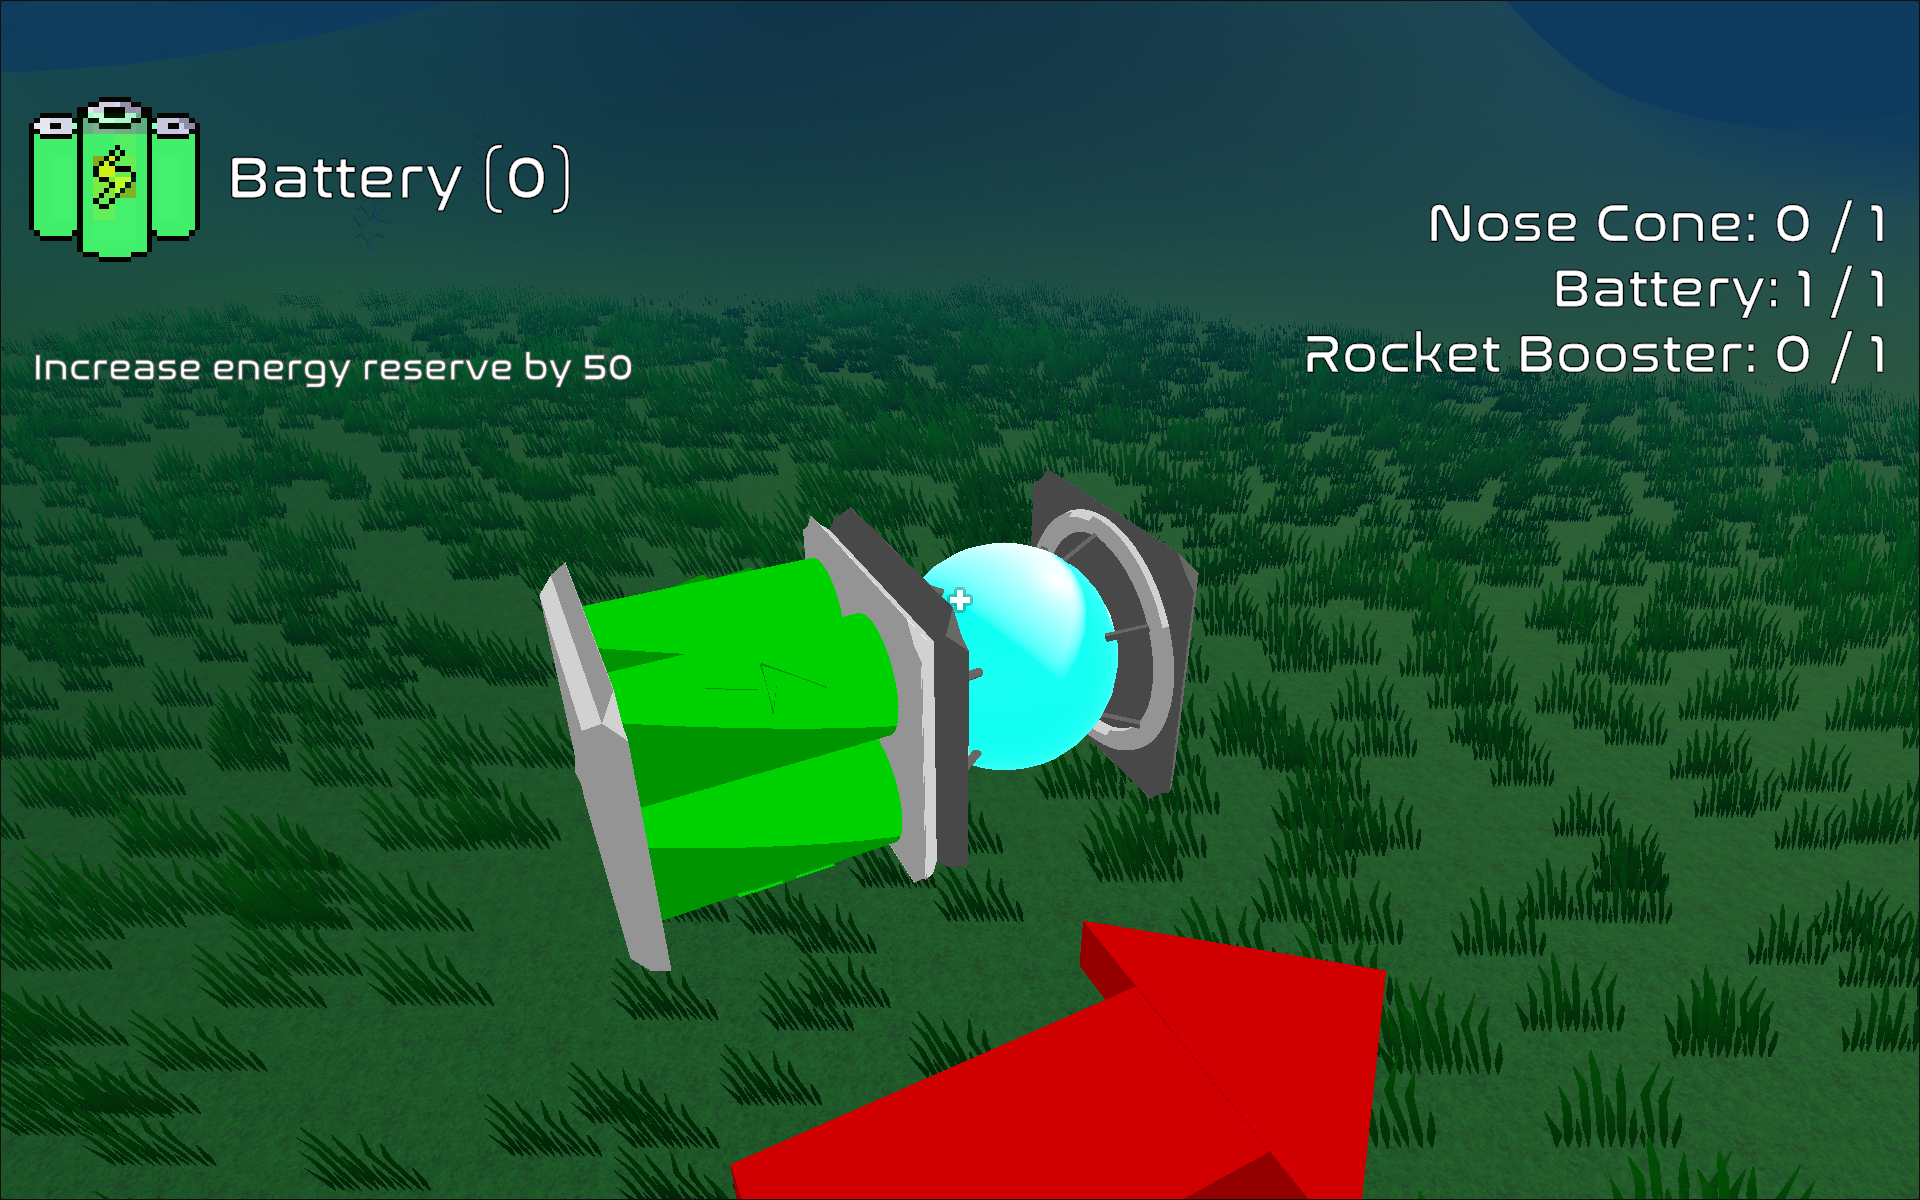 Battery (0)
Increase energy reserve by 50
Nose Cone: 0 / 1
Battery: 1 / 1
Rocket Booster: 0 / 1